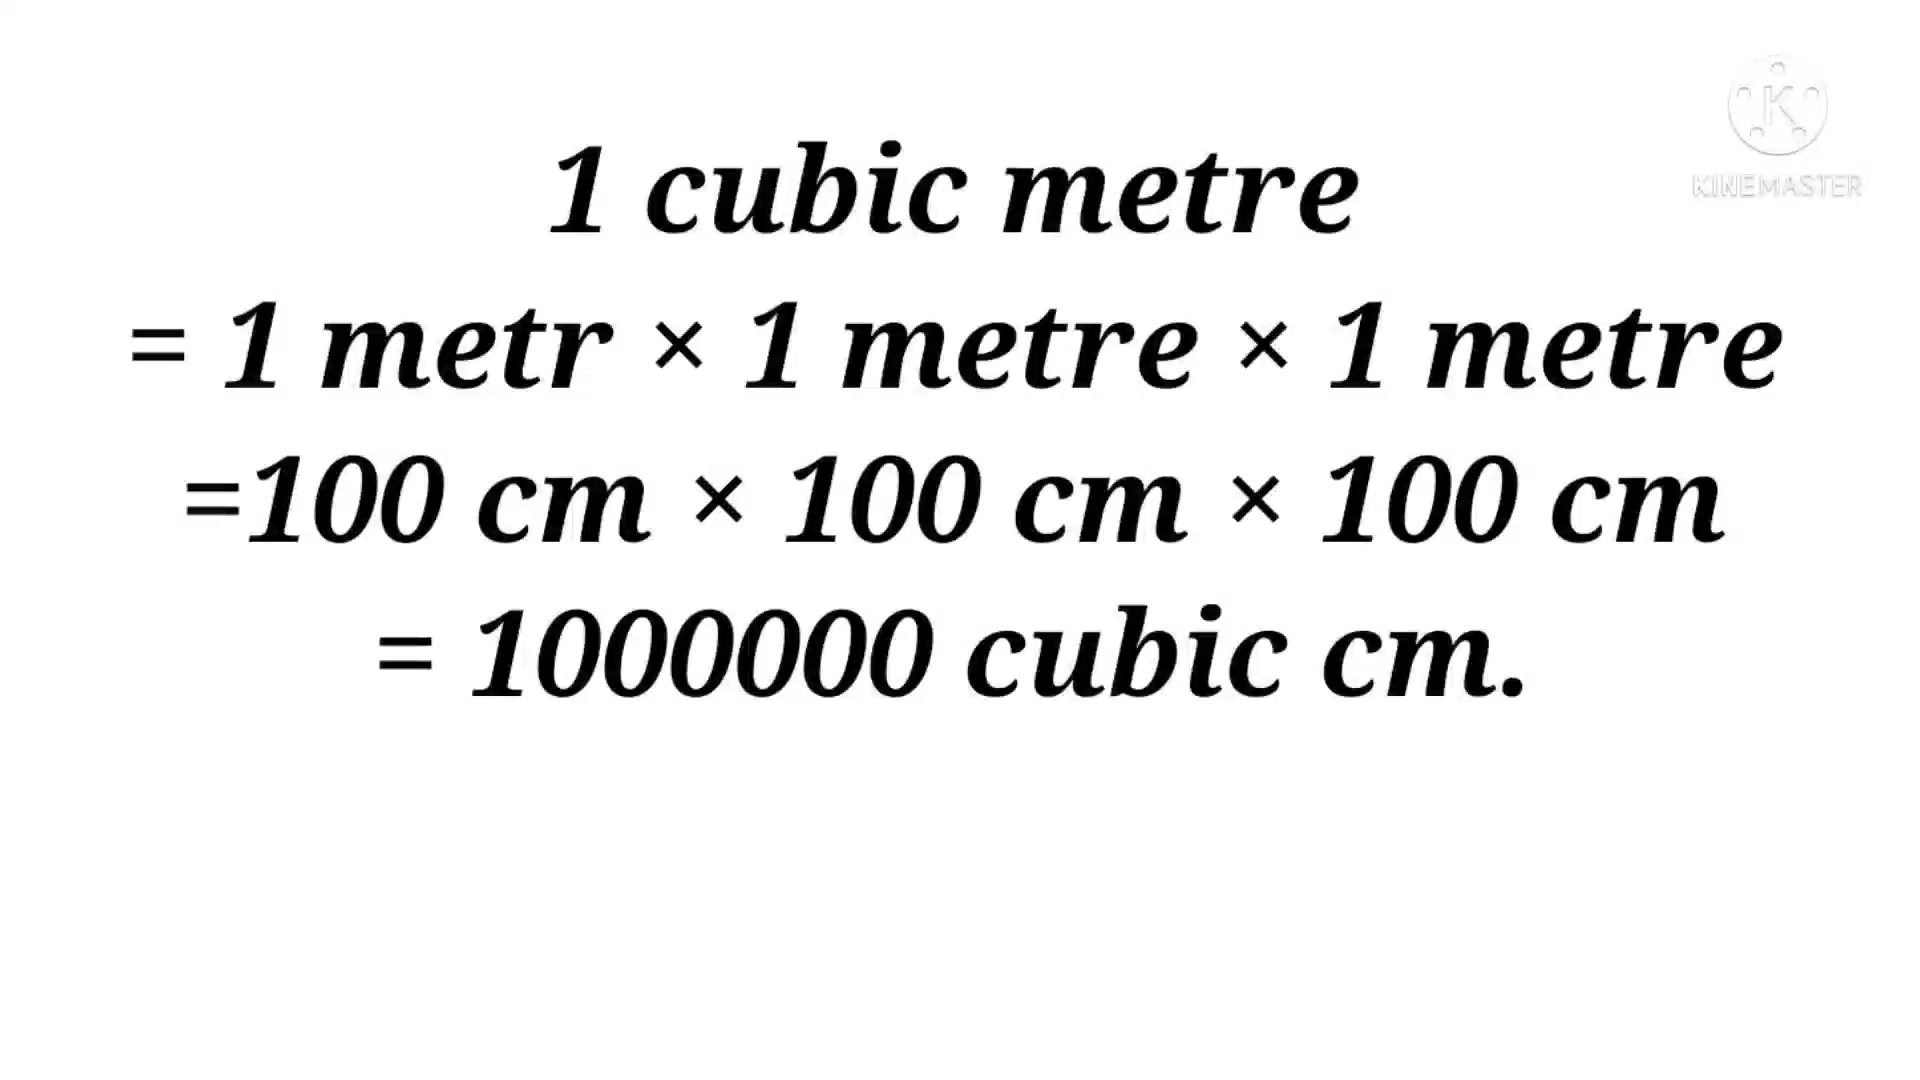 K
KINEMASTER
1 cubic metre
= 1 metr × 1 metre × 1 metre
=100 cm × 100 cm × 100 cm
= 1000000 cubic cm.